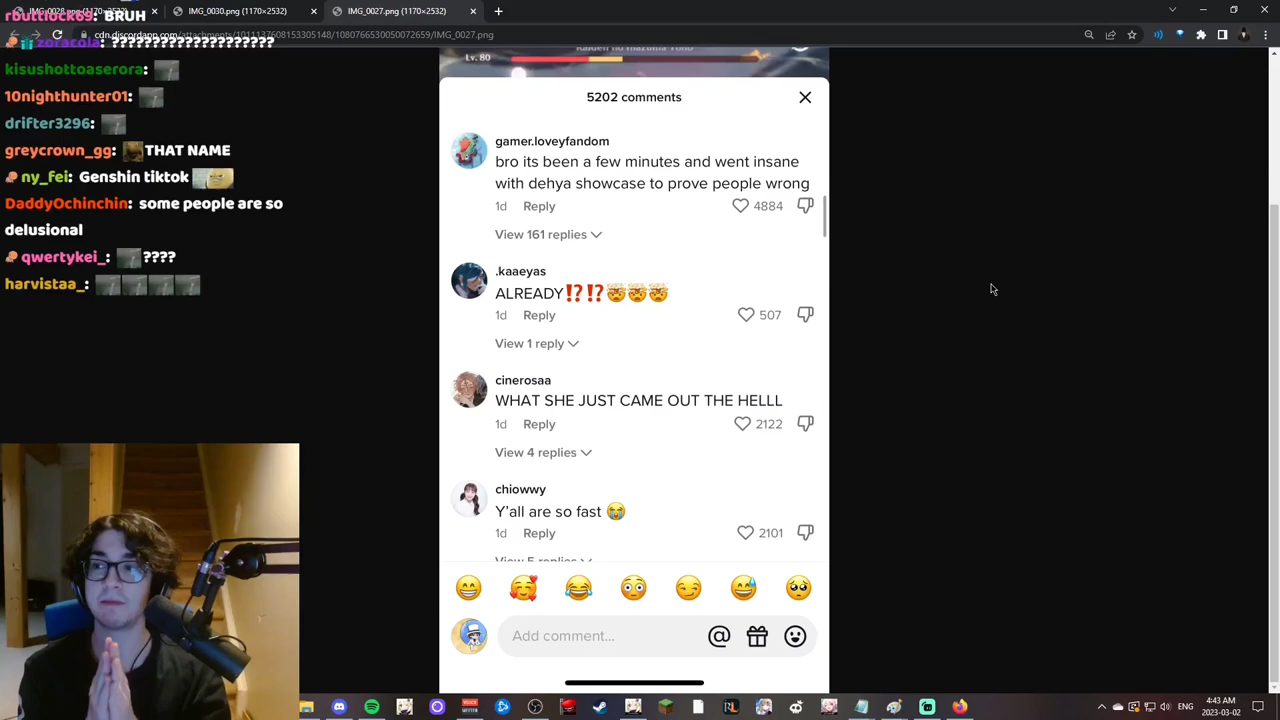 IMG_0030.png (1170×2532)
IMG_0027.png (1170×2532)
cdn.discordapp.com/attachments/1011137608153305148/1080766530050072659/IMG_0027.png
rbuttlock69: BRUH
zoracola: ???????????????????
kisushottoaserora:
10nighthunter01:
drifter3296:
greycrown_gg: THAT NAME
ny_fei: Genshin tiktok
DaddyOchinchin: some people are so
delusional
qwertykei_: ????
harvistaa_:
Lv. 80
5202 comments
gamer.loveyfandom
bro its been a few minutes and went insane
with dehya showcase to prove people wrong
1d Reply 4884
View 161 replies
.kaaeyas
ALREADY⁉️⁉️🤯🤯🤯
1d Reply 507
View 1 reply
cinerosaa
WHAT SHE JUST CAME OUT THE HELLL
1d Reply 2122
View 4 replies
chiowwy
Y'all are so fast 😭
1d Reply 2101
View 5 replies
Add comment...
ENG
4:43 AM
2023-03-02